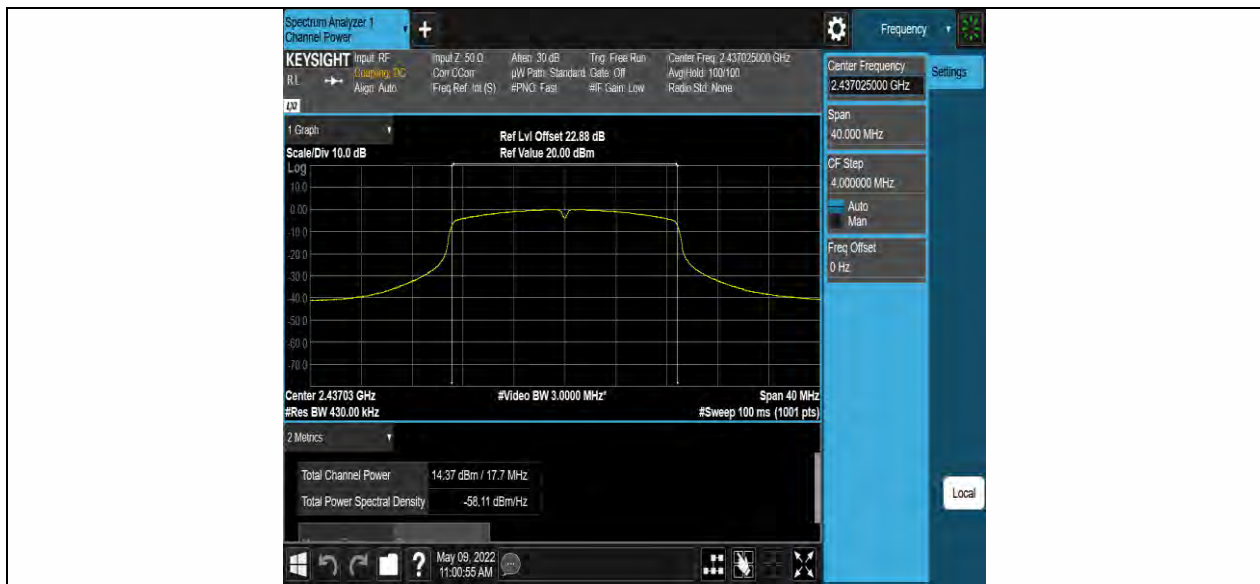 Spectrum Analyzer 1
Channel Power
+
Frequency
KEYSIGHT Input: RF Input Z: 50 Ω Atten: 30 dB Trig: Free Run Center Freq: 2.437025000 GHz
RL Coupling: DC Corr CCorr µW Path: Standard Gate: Off Avg|Hold: 100/100
Align: Auto Freq Ref: Int (S) #PNO: Fast #IF Gain: Low Radio Std: None
Center Frequency
2.437025000 GHz
Settings
Span
40.000 MHz
CF Step
4.000000 MHz
Auto
Man
Freq Offset
0 Hz
1 Graph
Ref Lvl Offset 22.88 dB
Scale/Div 10.0 dB Ref Value 20.00 dBm
Log
10.0
0.00
-10.0
-20.0
-30.0
-40.0
-50.0
-60.0
-70.0
Center 2.43703 GHz #Video BW 3.0000 MHz* Span 40 MHz
#Res BW 430.00 kHz #Sweep 100 ms (1001 pts)
2 Metrics
Total Channel Power 14.37 dBm / 17.7 MHz
Total Power Spectral Density -58.11 dBm/Hz
Local
? May 09, 2022
11:00:55 AM